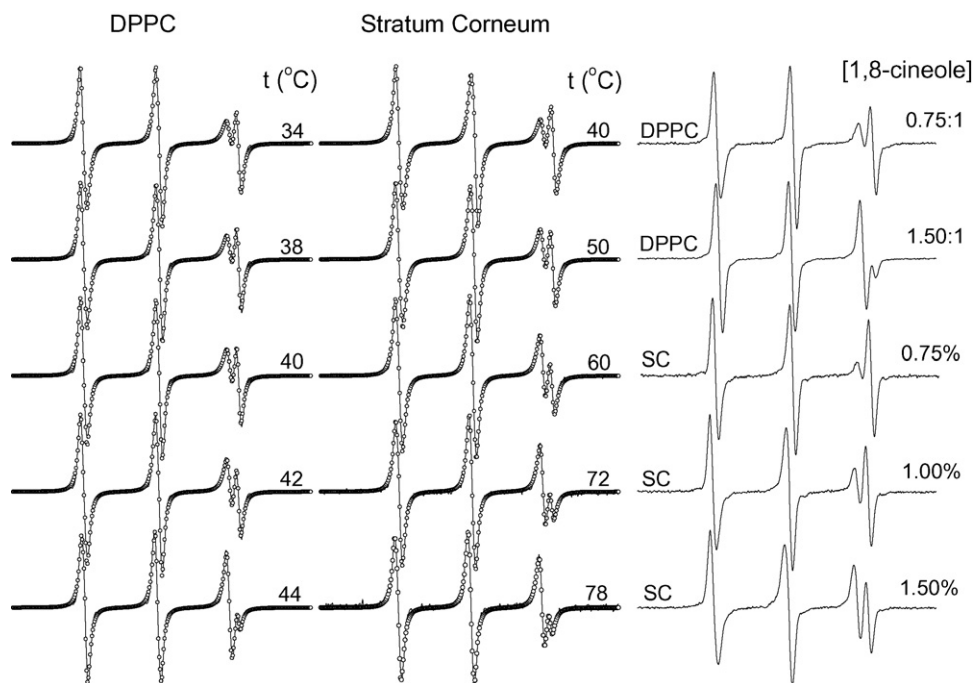 DPPC Stratum Corneum
t (°C) t (°C) [1,8-cineole]
34 40 DPPC 0.75:1
38 50 DPPC 1.50:1
40 60 SC 0.75%
42 72 SC 1.00%
44 78 SC 1.50%